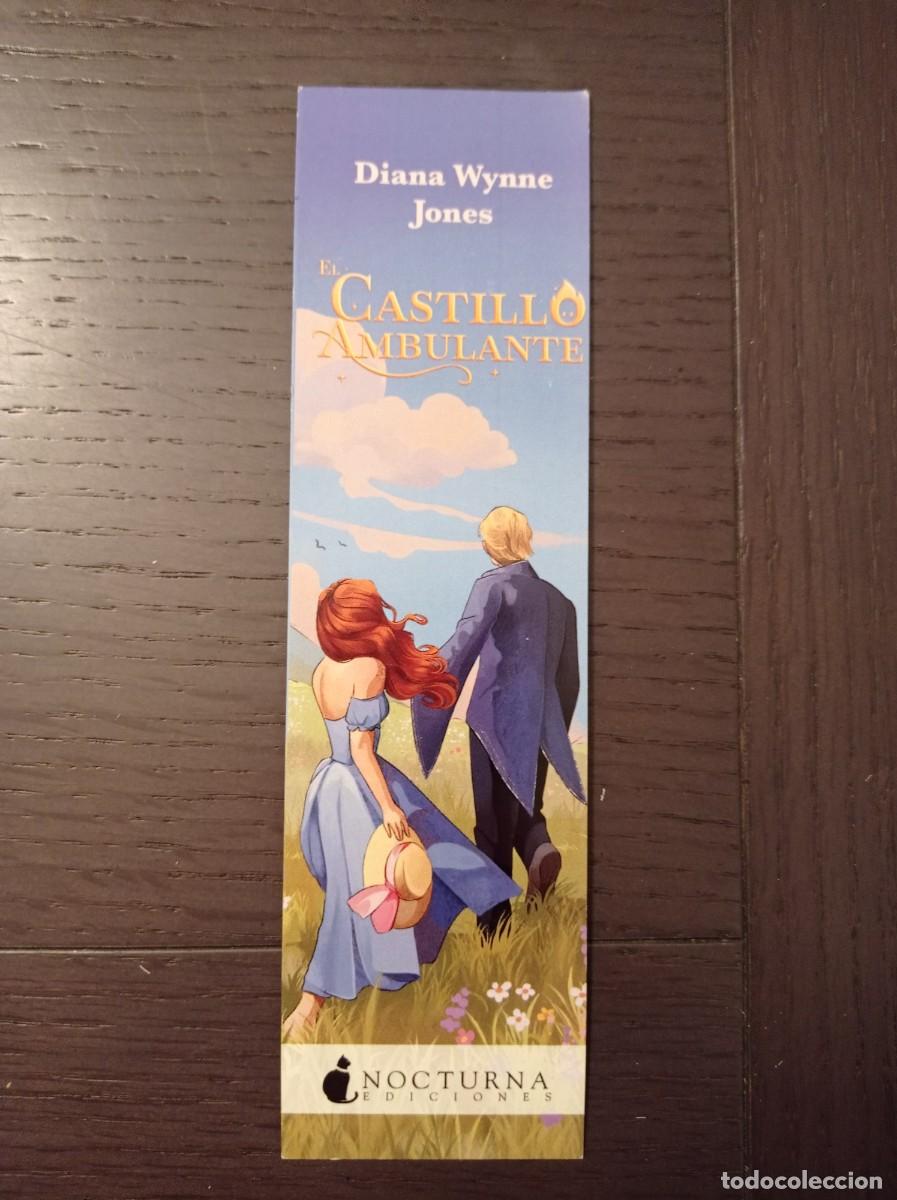 Diana Wynne
Jones
EL
CASTILLO
AMBULANTE
NOCTURNA
EDICIONES
todocoleccion